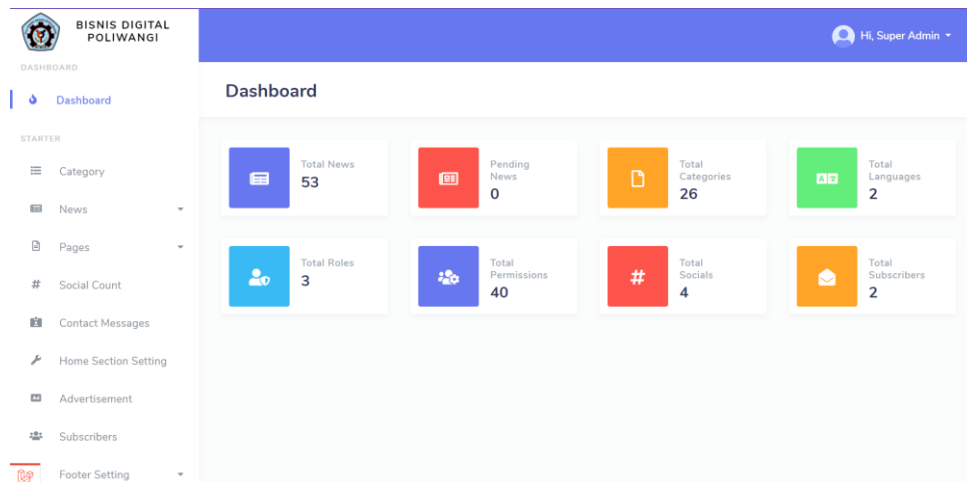 BISNIS DIGITAL
POLIWANGI
Hi, Super Admin
DASHBOARD
Dashboard
STARTER
Category
News
Pages
Social Count
Contact Messages
Home Section Setting
Advertisement
Subscribers
Footer Setting
Dashboard
Total News
53
Pending
News
0
Total
Categories
26
Total
Languages
2
Total Roles
3
Total
Permissions
40
#
Total
Socials
4
Total
Subscribers
2